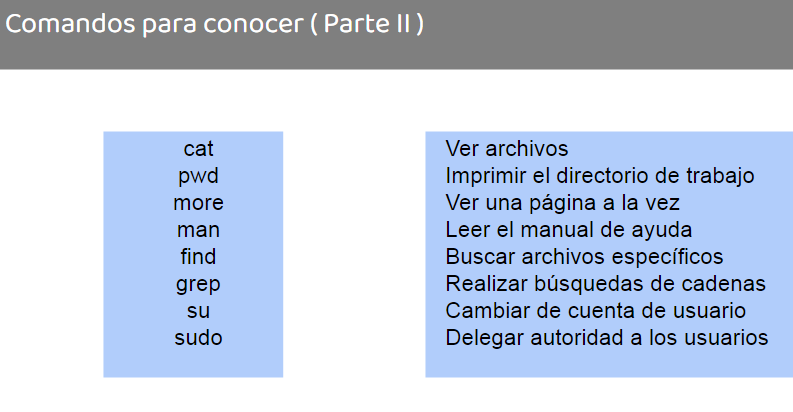 Comandos para conocer ( Parte II )
cat Ver archivos
pwd Imprimir el directorio de trabajo
more Ver una página a la vez
man Leer el manual de ayuda
find Buscar archivos específicos
grep Realizar búsquedas de cadenas
su Cambiar de cuenta de usuario
sudo Delegar autoridad a los usuarios